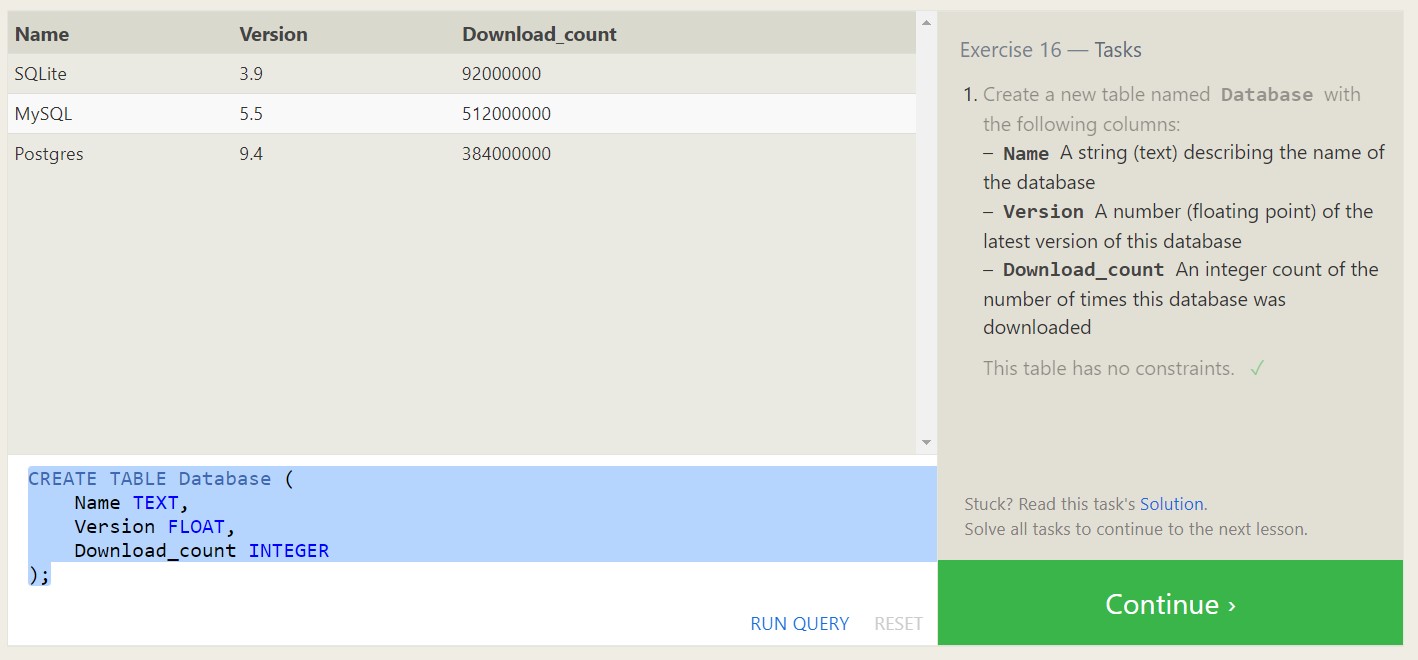 Name Version Download_count
SQLite 3.9 92000000
MySQL 5.5 512000000
Postgres 9.4 384000000
CREATE TABLE Database (
    Name TEXT,
    Version FLOAT,
    Download_count INTEGER
);
RUN QUERY RESET
Exercise 16 — Tasks
1. Create a new table named Database with
the following columns:
– Name A string (text) describing the name of
the database
– Version A number (floating point) of the
latest version of this database
– Download_count An integer count of the
number of times this database was
downloaded
This table has no constraints. ✓
Stuck? Read this task's Solution.
Solve all tasks to continue to the next lesson.
Continue ›